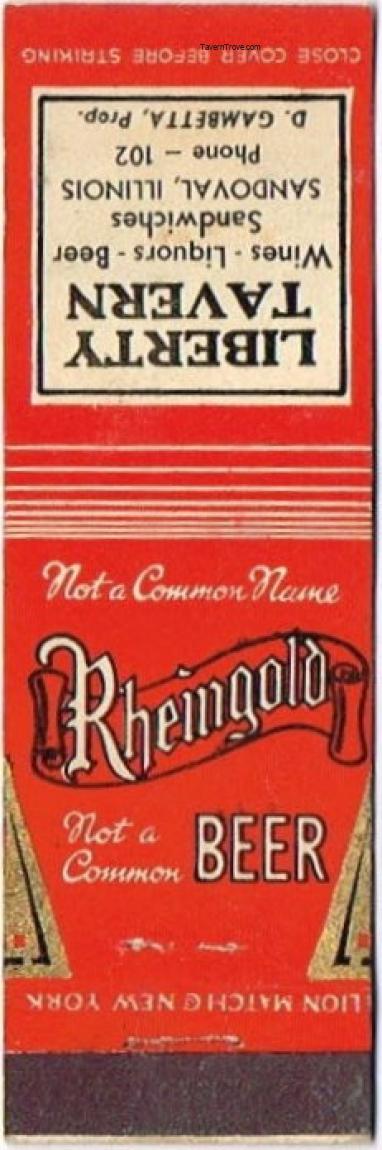 TavernTrove.com
CLOSE COVER BEFORE STRIKING
LIBERTY
TAVERN
Wines - Liquors - Beer
Sandwiches
SANDOVAL, ILLINOIS
Phone — 102
D. GAMBETTA, Prop.
Not a Common Name
Rheingold
Not a
Common BEER
LION MATCH © NEW YORK